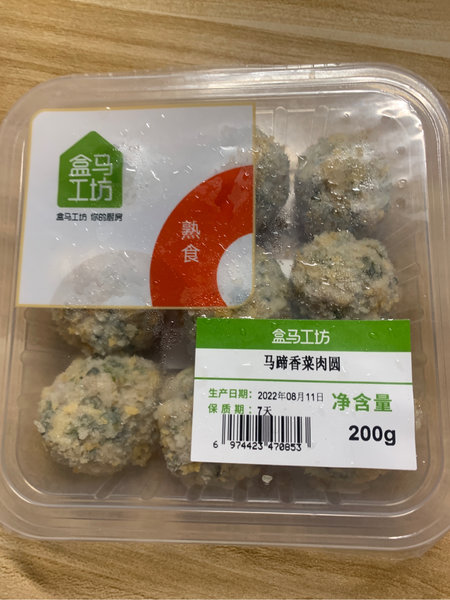 盒马
工坊
盒马工坊 你的厨房
熟食
盒马工坊
马蹄香菜肉圆
生产日期: 2022年08月11日
保质期: 7天
净含量
200g
6 974423 470853